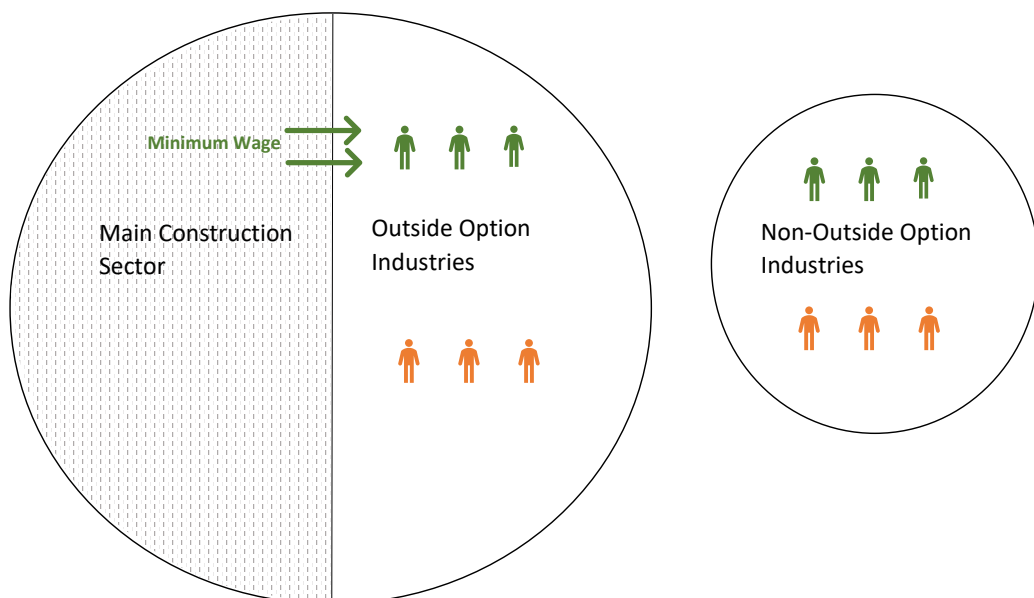 Minimum Wage
Main Construction
Sector
Outside Option
Industries
Non-Outside Option
Industries